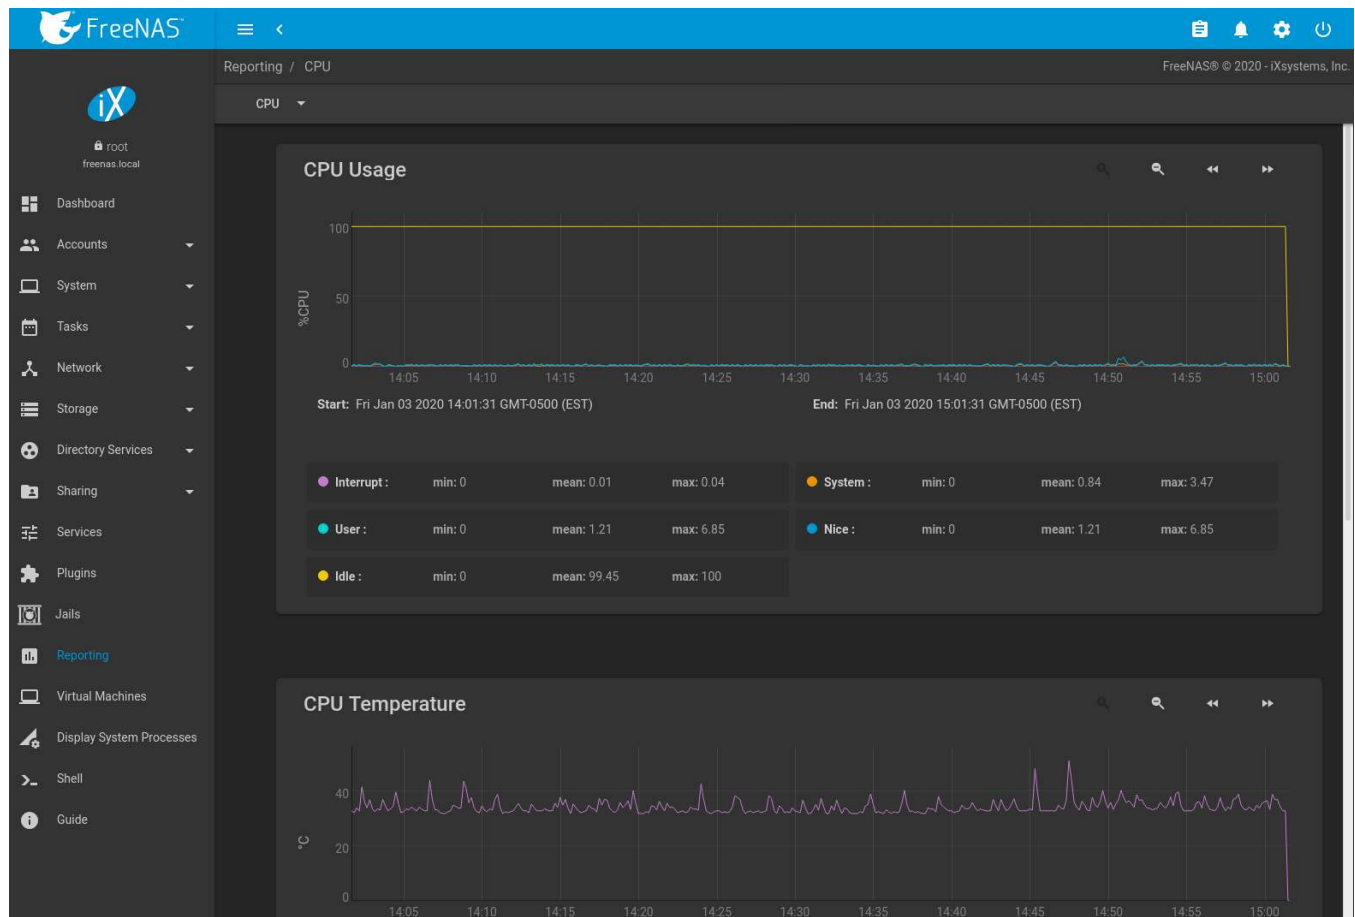 FreeNAS™
Reporting / CPU
FreeNAS® © 2020 - iXsystems, Inc.
iX
root
freenas.local
CPU
Dashboard
Accounts
System
Tasks
Network
Storage
Directory Services
Sharing
Services
Plugins
Jails
Reporting
Virtual Machines
Display System Processes
Shell
Guide
CPU Usage
100
50
0
%CPU
14:05 14:10 14:15 14:20 14:25 14:30 14:35 14:40 14:45 14:50 14:55 15:00
Start: Fri Jan 03 2020 14:01:31 GMT-0500 (EST) End: Fri Jan 03 2020 15:01:31 GMT-0500 (EST)
Interrupt : min: 0 mean: 0.01 max: 0.04
System : min: 0 mean: 0.84 max: 3.47
User : min: 0 mean: 1.21 max: 6.85
Nice : min: 0 mean: 1.21 max: 6.85
Idle : min: 0 mean: 99.45 max: 100
CPU Temperature
40
20
0
°C
14:05 14:10 14:15 14:20 14:25 14:30 14:35 14:40 14:45 14:50 14:55 15:00